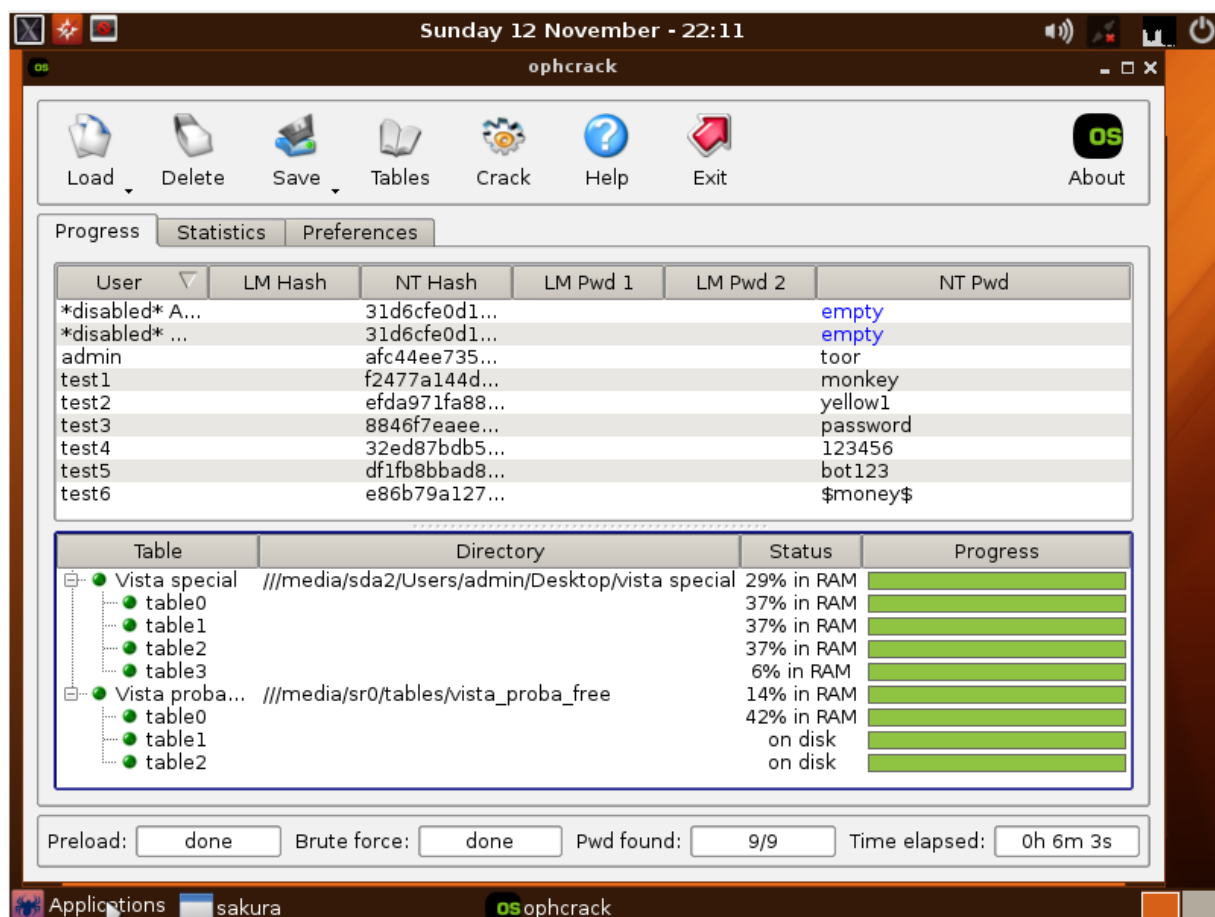 Sunday 12 November - 22:11
os ophcrack
Load Delete Save Tables Crack Help Exit os About
Progress Statistics Preferences
User LM Hash NT Hash LM Pwd 1 LM Pwd 2 NT Pwd
*disabled* A... 31d6cfe0d1... empty
*disabled* ... 31d6cfe0d1... empty
admin afc44ee735... toor
test1 f2477a144d... monkey
test2 efda971fa88... yellow1
test3 8846f7eaee... password
test4 32ed87bdb5... 123456
test5 df1fb8bbad8... bot123
test6 e86b79a127... $money$
Table Directory Status Progress
Vista special ///media/sda2/Users/admin/Desktop/vista special 29% in RAM
table0 37% in RAM
table1 37% in RAM
table2 37% in RAM
table3 6% in RAM
Vista proba... ///media/sr0/tables/vista_proba_free 14% in RAM
table0 42% in RAM
table1 on disk
table2 on disk
Preload: done Brute force: done Pwd found: 9/9 Time elapsed: 0h 6m 3s
Applications sakura os ophcrack